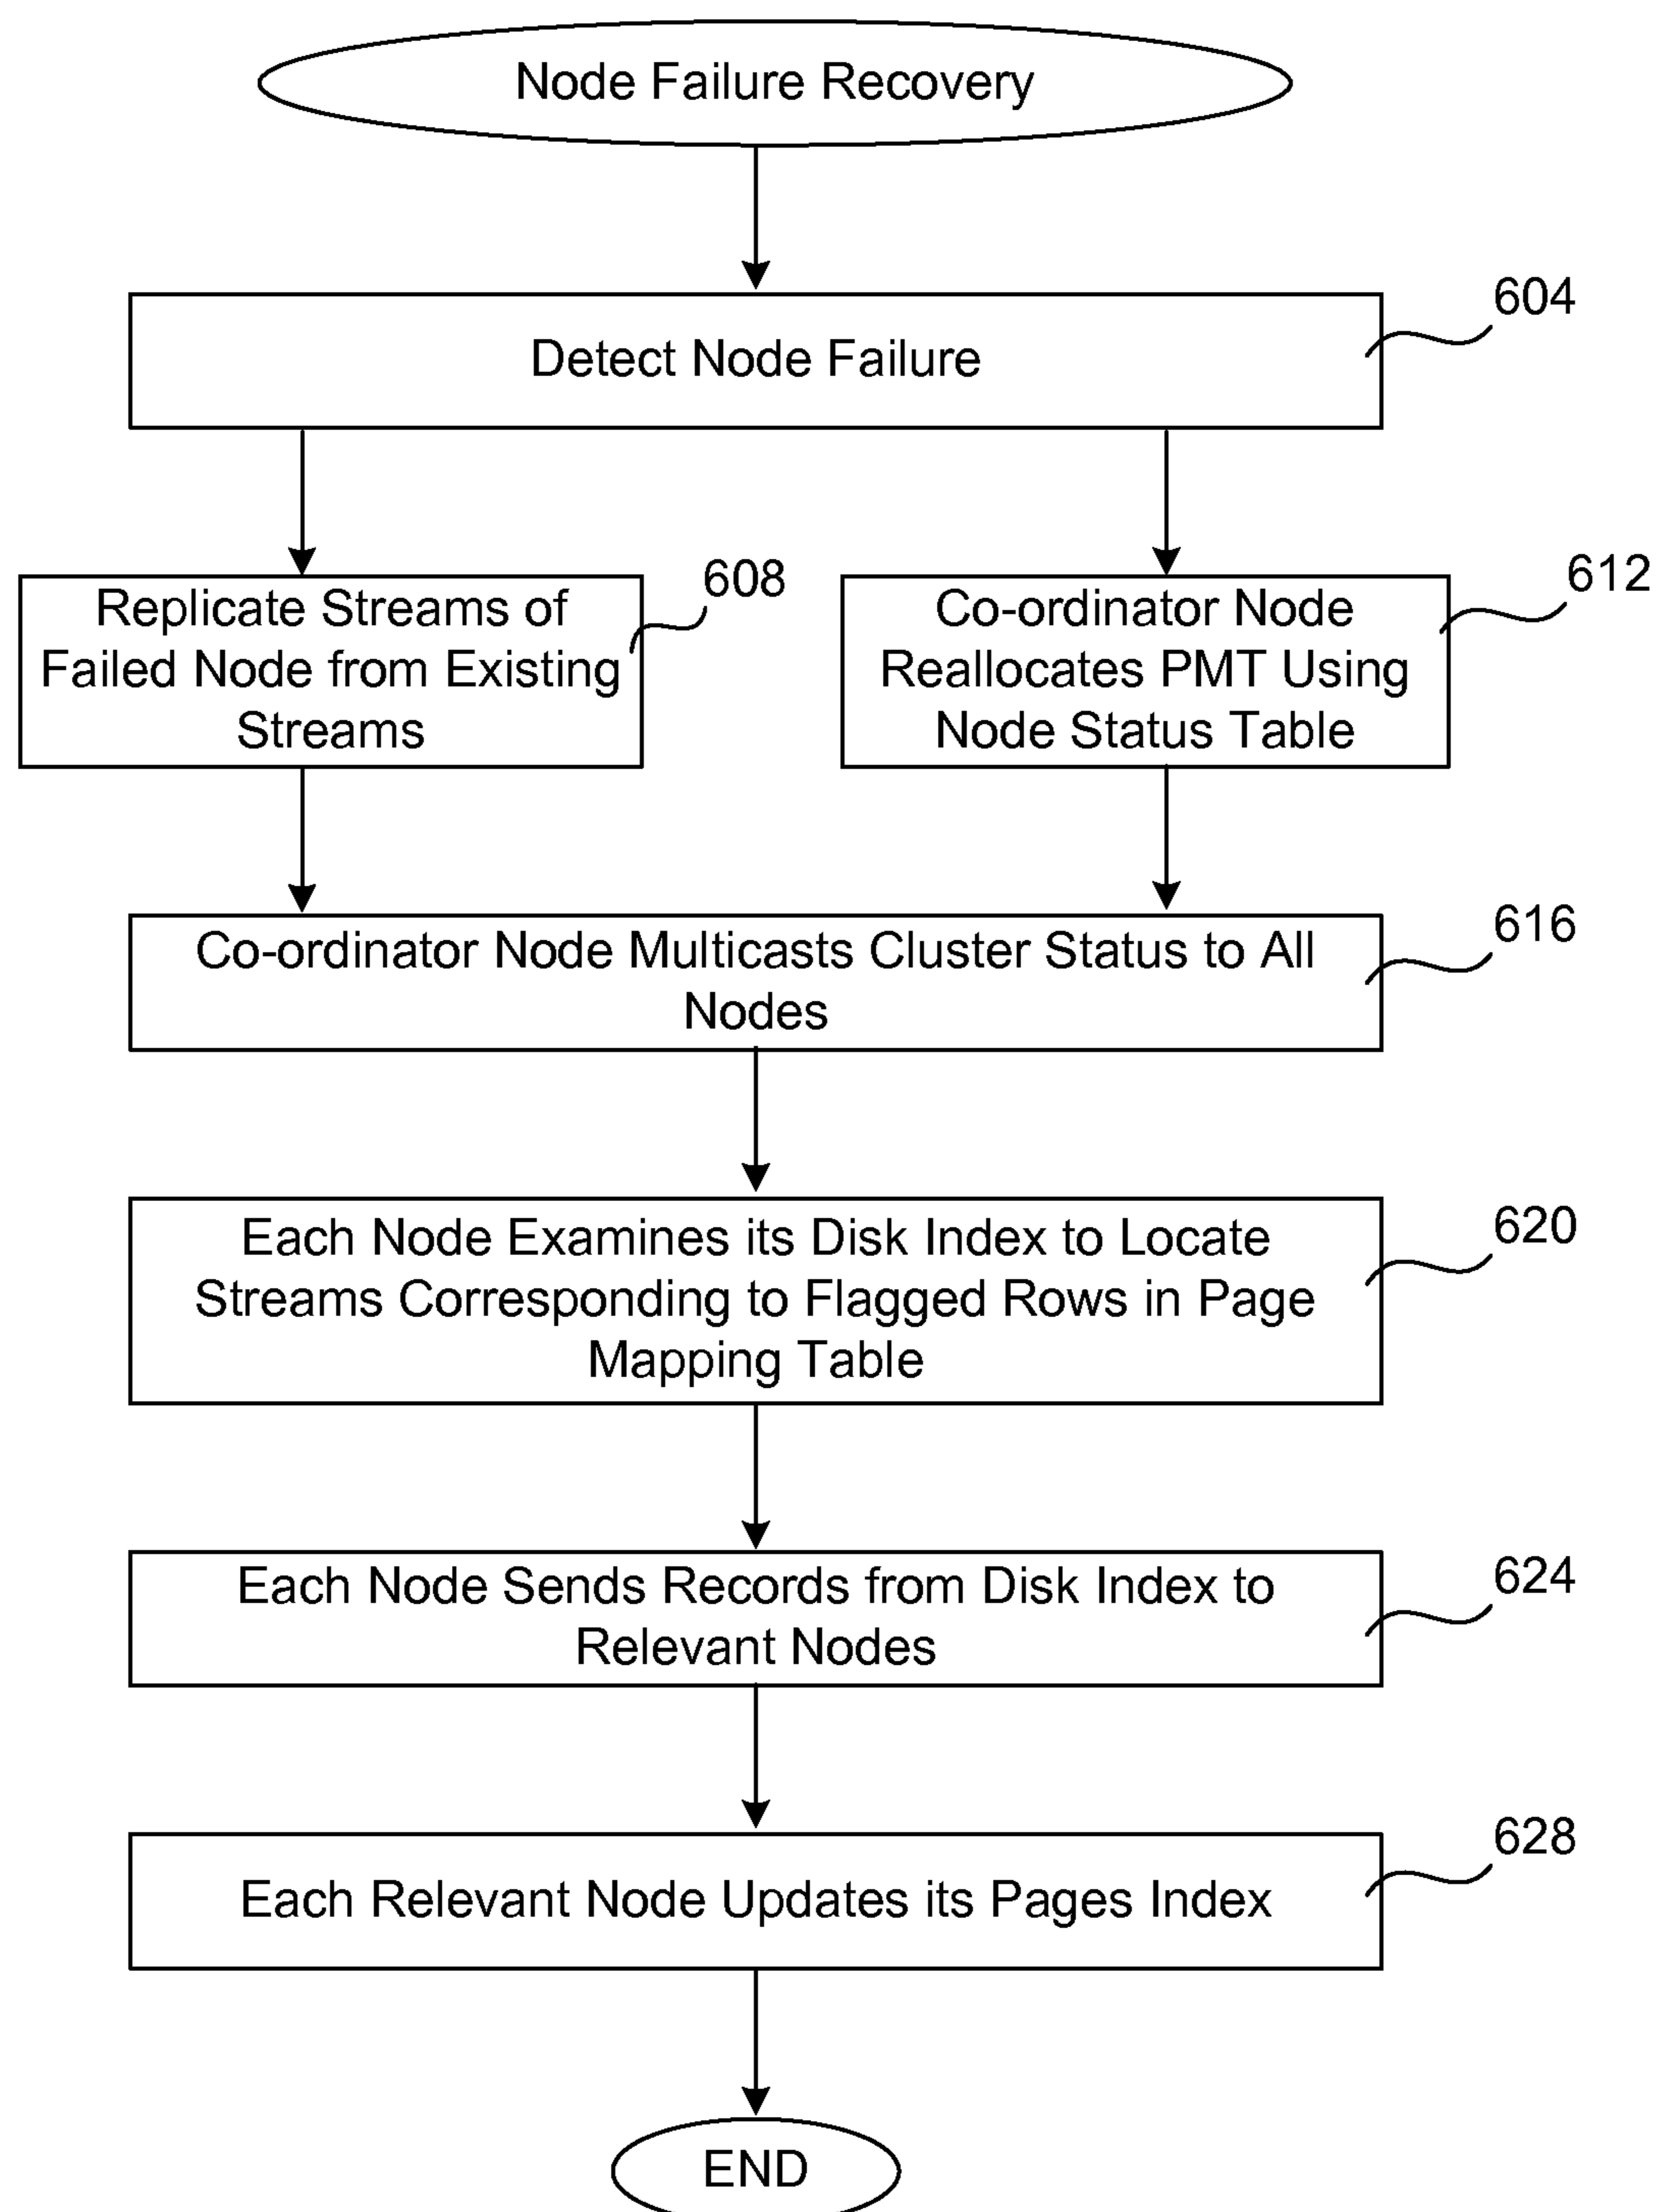 Node Failure Recovery
604
Detect Node Failure
608
Replicate Streams of
Failed Node from Existing
Streams
612
Co-ordinator Node
Reallocates PMT Using
Node Status Table
616
Co-ordinator Node Multicasts Cluster Status to All
Nodes
620
Each Node Examines its Disk Index to Locate
Streams Corresponding to Flagged Rows in Page
Mapping Table
624
Each Node Sends Records from Disk Index to
Relevant Nodes
628
Each Relevant Node Updates its Pages Index
END